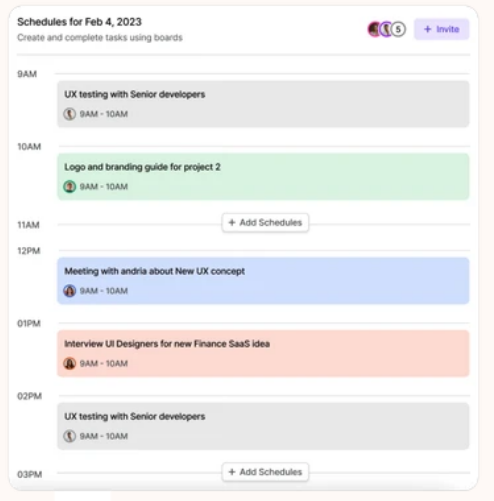 Schedules for Feb 4, 2023
Create and complete tasks using boards
5
+ Invite
9AM
UX testing with Senior developers
9AM - 10AM
10AM
Logo and branding guide for project 2
9AM - 10AM
11AM
+ Add Schedules
12PM
Meeting with andria about New UX concept
9AM - 10AM
01PM
Interview UI Designers for new Finance SaaS idea
9AM - 10AM
02PM
UX testing with Senior developers
9AM - 10AM
03PM
+ Add Schedules